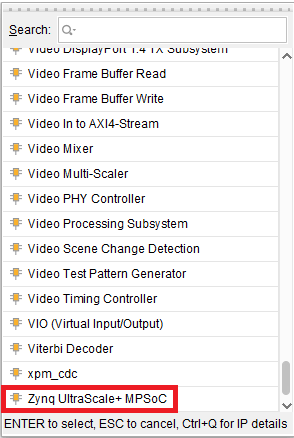 Search:
Video DisplayPort 1.4 TX Subsystem
Video Frame Buffer Read
Video Frame Buffer Write
Video In to AXI4-Stream
Video Mixer
Video Multi-Scaler
Video PHY Controller
Video Processing Subsystem
Video Scene Change Detection
Video Test Pattern Generator
Video Timing Controller
VIO (Virtual Input/Output)
Viterbi Decoder
xpm_cdc
Zynq UltraScale+ MPSoC
ENTER to select, ESC to cancel, Ctrl+Q for IP details